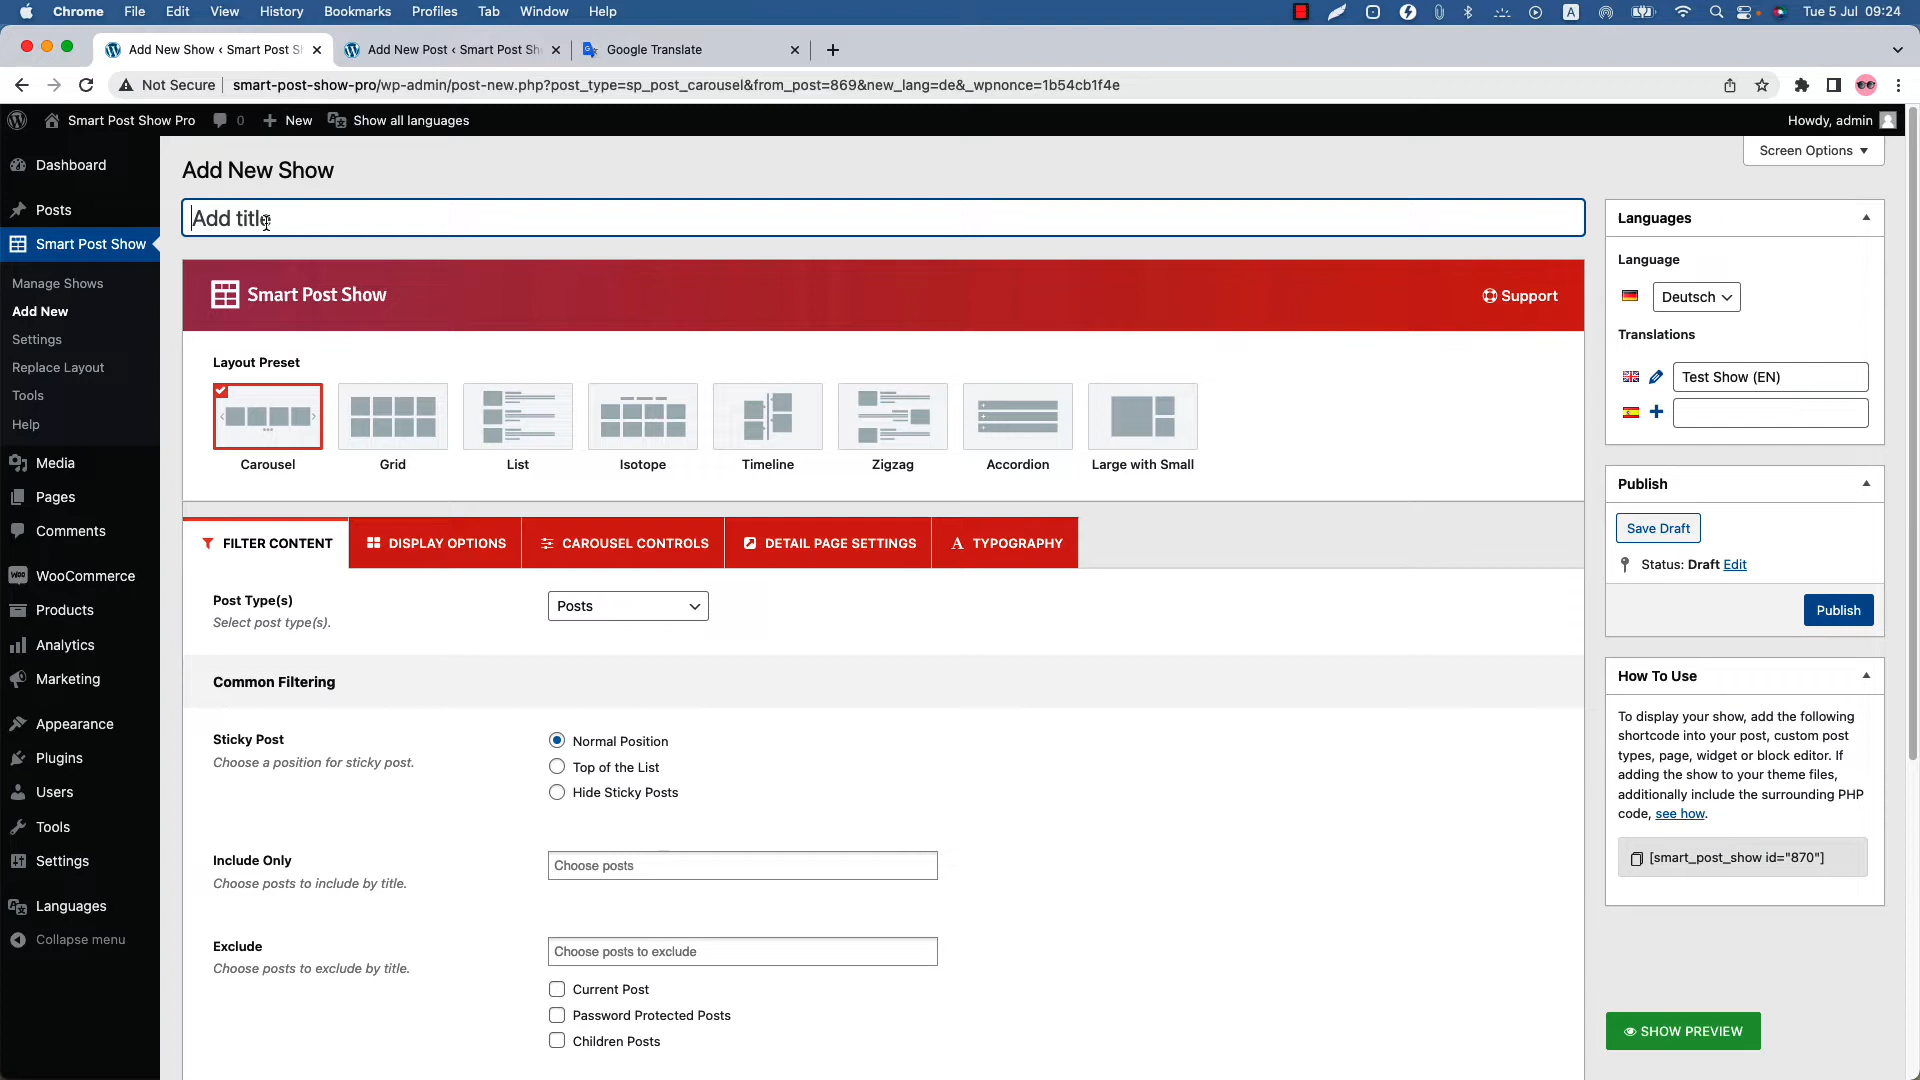 Chrome File Edit View History Bookmarks Profiles Tab Window Help
A Tue 5 Jul 09:24
Add New Show ‹ Smart Post S
Add New Post ‹ Smart Post Sh
Google Translate
Not Secure smart-post-show-pro/wp-admin/post-new.php?post_type=sp_post_carousel&from_post=869&new_lang=de&_wpnonce=1b54cb1f4e
Smart Post Show Pro 0 New Show all languages
Howdy, admin
Dashboard
Posts
Smart Post Show
Manage Shows
Add New
Settings
Replace Layout
Tools
Help
Media
Pages
Comments
WooCommerce
Products
Analytics
Marketing
Appearance
Plugins
Users
Tools
Settings
Languages
Collapse menu
Screen Options
Add New Show
Add title
Smart Post Show
Support
Layout Preset
Carousel Grid List Isotope Timeline Zigzag Accordion Large with Small
FILTER CONTENT DISPLAY OPTIONS CAROUSEL CONTROLS DETAIL PAGE SETTINGS A TYPOGRAPHY
Post Type(s)
Select post type(s).
Posts
Common Filtering
Sticky Post
Choose a position for sticky post.
Normal Position
Top of the List
Hide Sticky Posts
Include Only
Choose posts to include by title.
Choose posts
Exclude
Choose posts to exclude by title.
Choose posts to exclude
Current Post
Password Protected Posts
Children Posts
Languages
Language
Deutsch
Translations
Test Show (EN)
Publish
Save Draft
Status: Draft Edit
Publish
How To Use
To display your show, add the following
shortcode into your post, custom post
types, page, widget or block editor. If
adding the show to your theme files,
additionally include the surrounding PHP
code, see how.
[smart_post_show id="870"]
SHOW PREVIEW